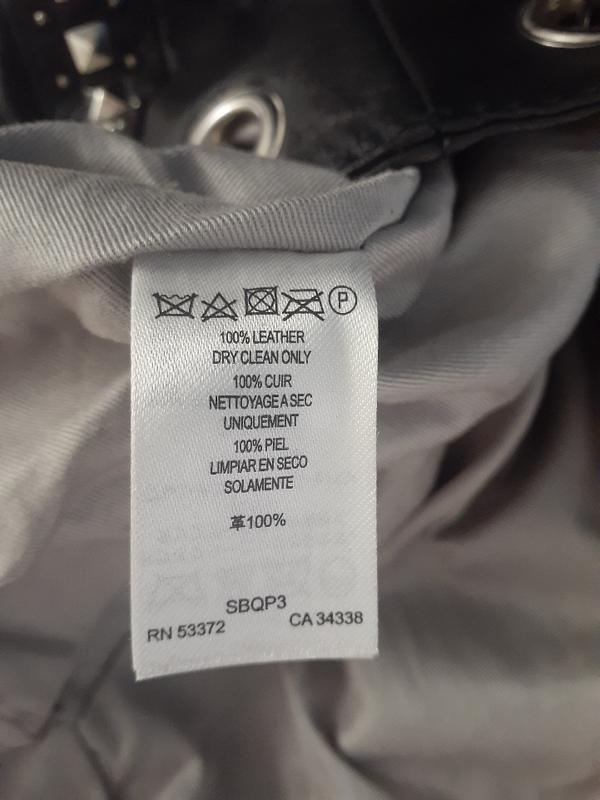 P
100% LEATHER
DRY CLEAN ONLY
100% CUIR
NETTOYAGE A SEC
UNIQUEMENT
100% PIEL
LIMPIAR EN SECO
SOLAMENTE
革100%
SBQP3
RN 53372 CA 34338